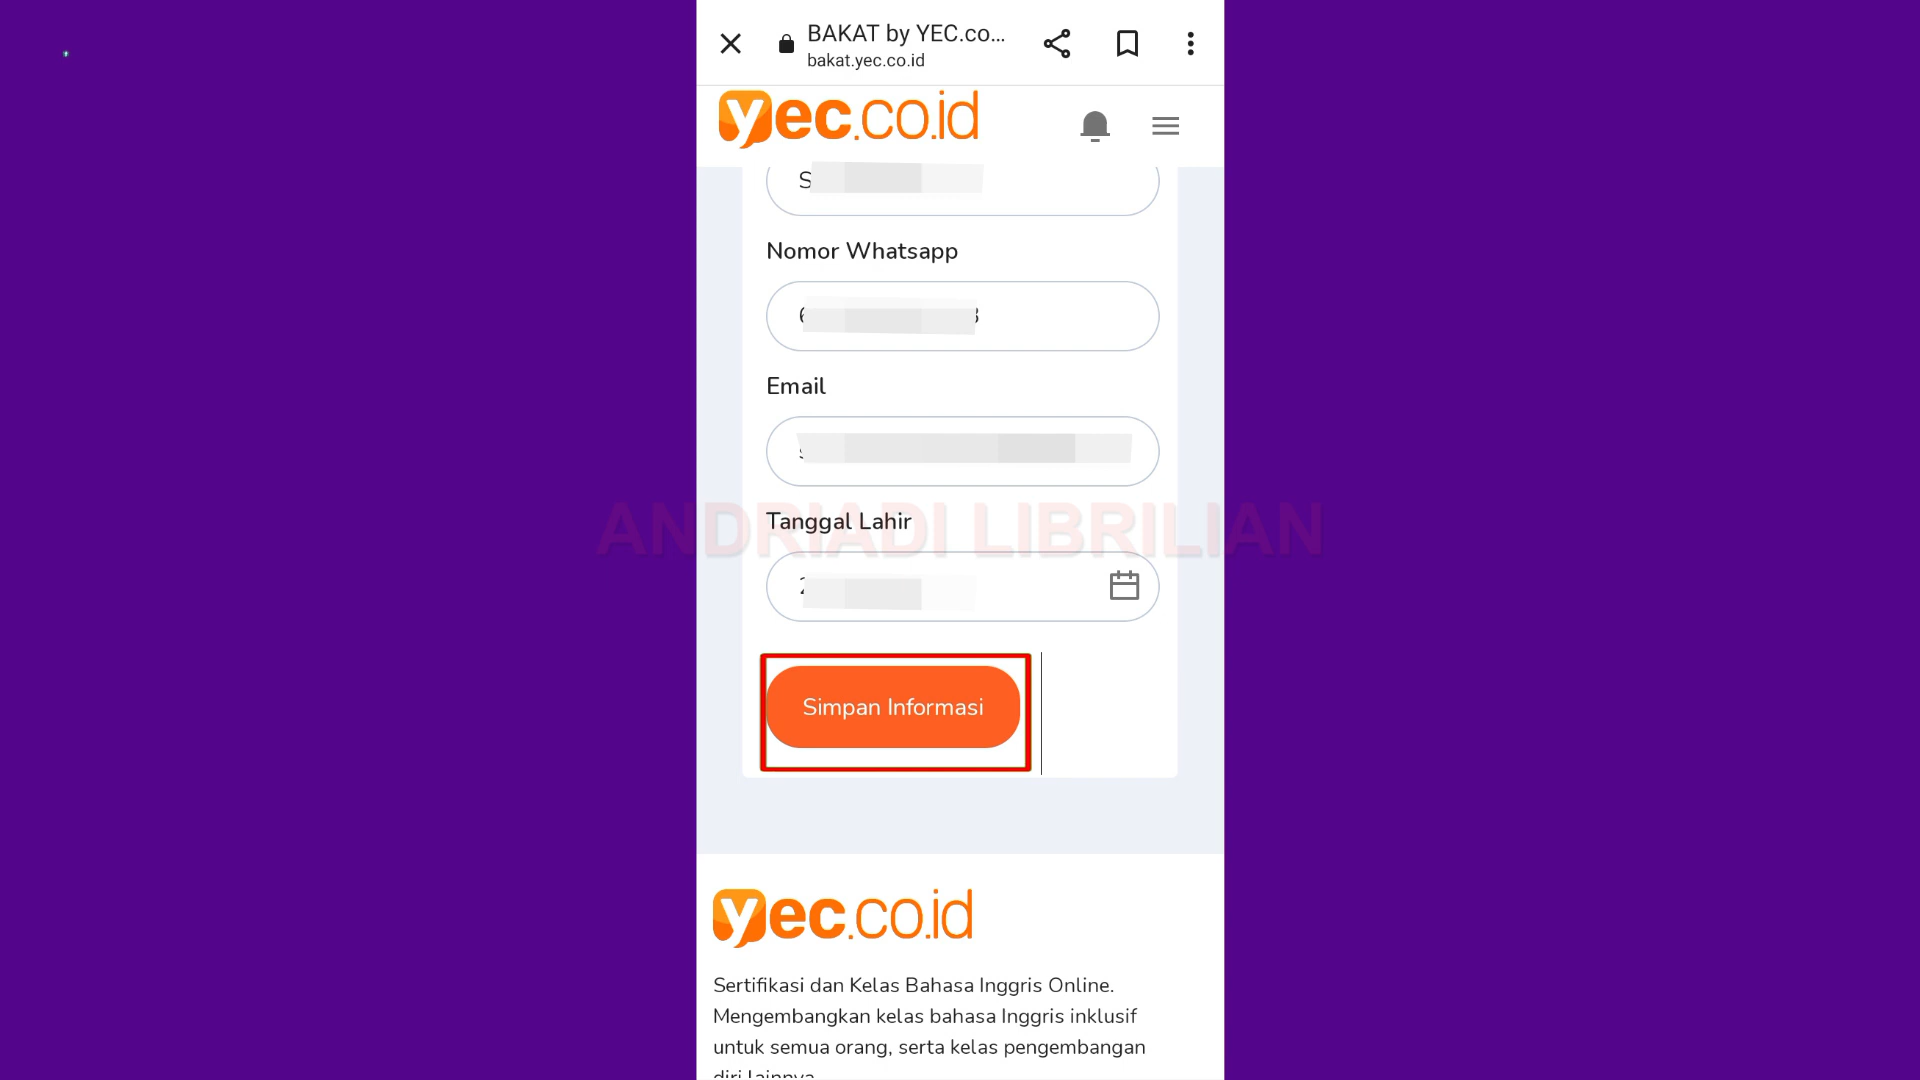 BAKAT by YEC.co...
bakat.yec.co.id
yec.co.id
S
Nomor Whatsapp
Email
ANDRIADI LIBRILIAN
Tanggal Lahir
Simpan Informasi
yec.co.id
Sertifikasi dan Kelas Bahasa Inggris Online.
Mengembangkan kelas bahasa Inggris inklusif
untuk semua orang, serta kelas pengembangan
diri lainnya